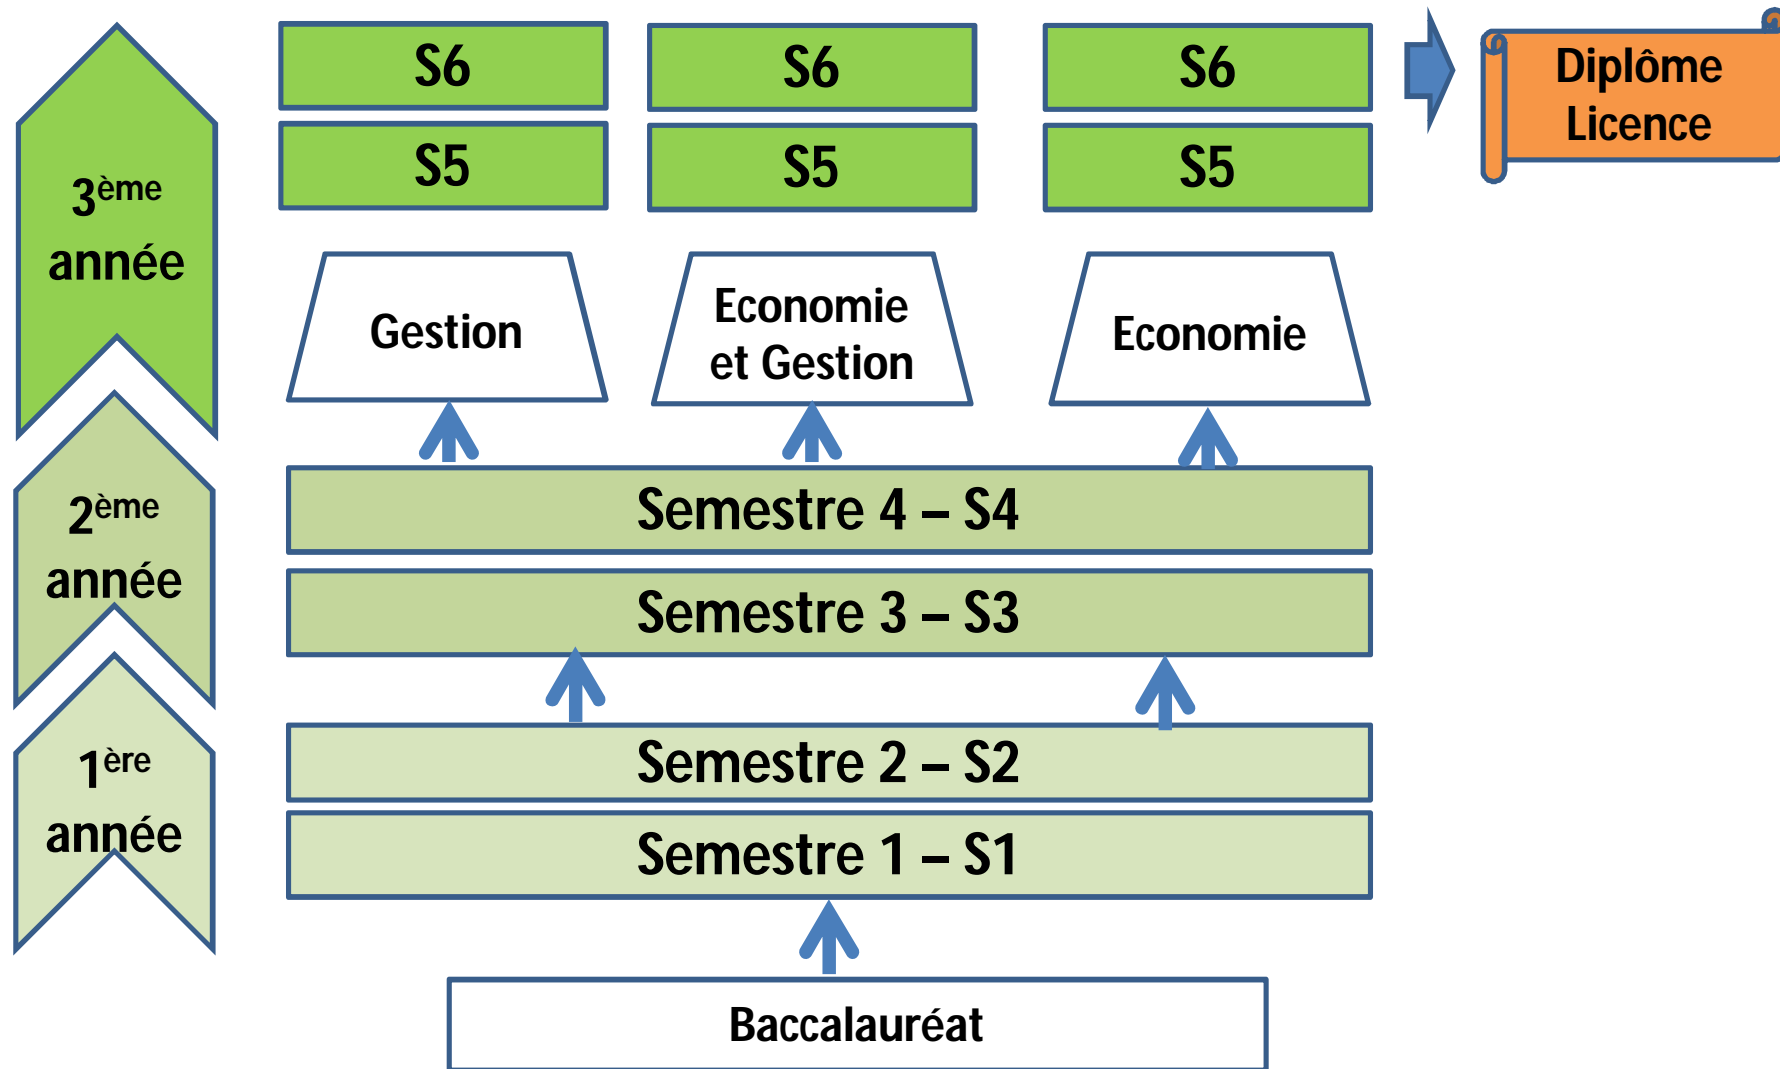 S6
S6
S6
Diplôme
Licence
S5
S5
S5
3ème
année
Gestion
Economie
et Gestion
Economie
2ème
année
Semestre 4 – S4
Semestre 3 – S3
1ère
année
Semestre 2 – S2
Semestre 1 – S1
Baccalauréat